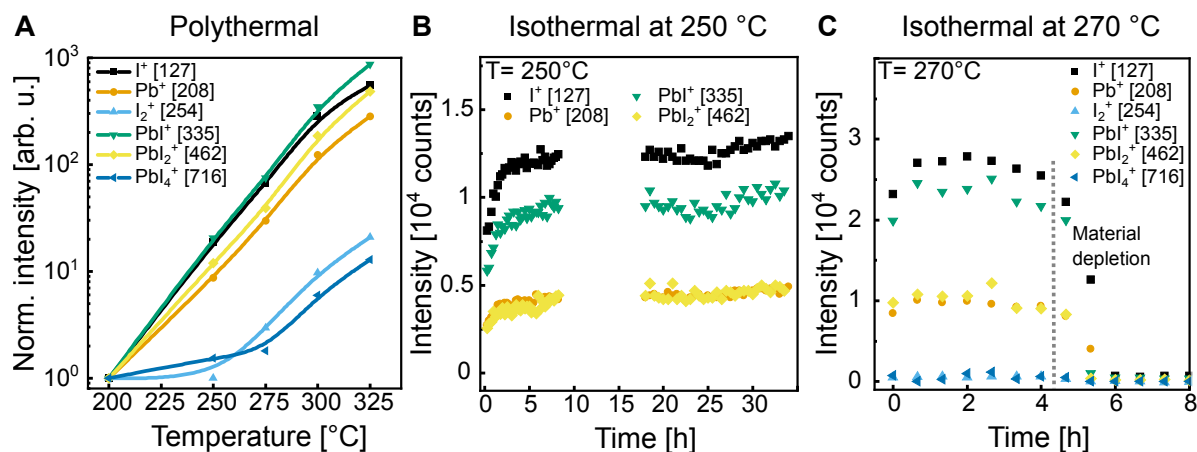 A
Polythermal
10³
10²
10¹
10⁰
Norm. intensity [arb. u.]
I⁺ [127]
Pb⁺ [208]
I₂⁺ [254]
PbI⁺ [335]
PbI₂⁺ [462]
PbI₄⁺ [716]
200 225 250 275 300 325
Temperature [°C]
B
Isothermal at 250 °C
T= 250°C
I⁺ [127] PbI⁺ [335]
Pb⁺ [208] PbI₂⁺ [462]
1.5
1
0.5
0
Intensity [10⁴ counts]
0 5 10 15 20 25 30
Time [h]
C
Isothermal at 270 °C
T= 270°C
I⁺ [127]
Pb⁺ [208]
I₂⁺ [254]
PbI⁺ [335]
PbI₂⁺ [462]
PbI₄⁺ [716]
Material
depletion
4
3
2
1
0
Intensity [10⁴ counts]
0 2 4 6 8
Time [h]